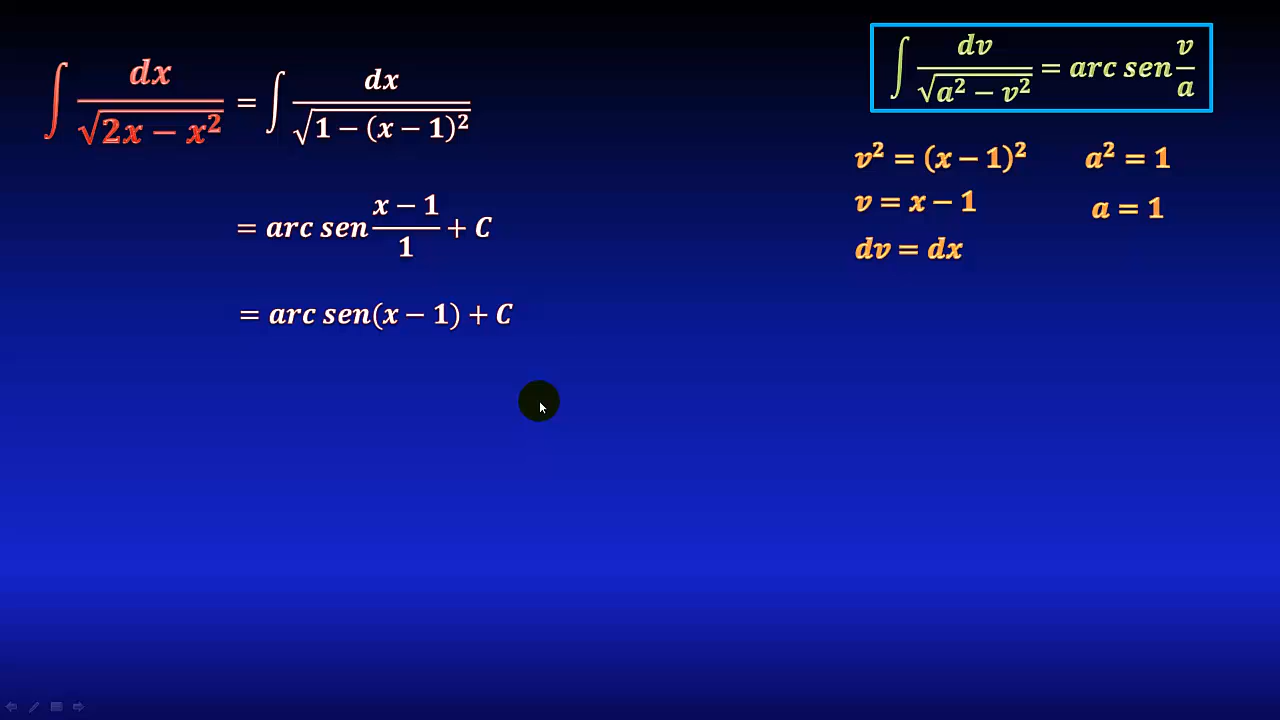 ∫ dx / √(2x − x²) = ∫ dx / √(1 − (x − 1)²)
= arc sen (x − 1)/1 + C
= arc sen(x − 1) + C
∫ dv / √(a² − v²) = arc sen v/a
v² = (x − 1)² a² = 1
v = x − 1 a = 1
dv = dx